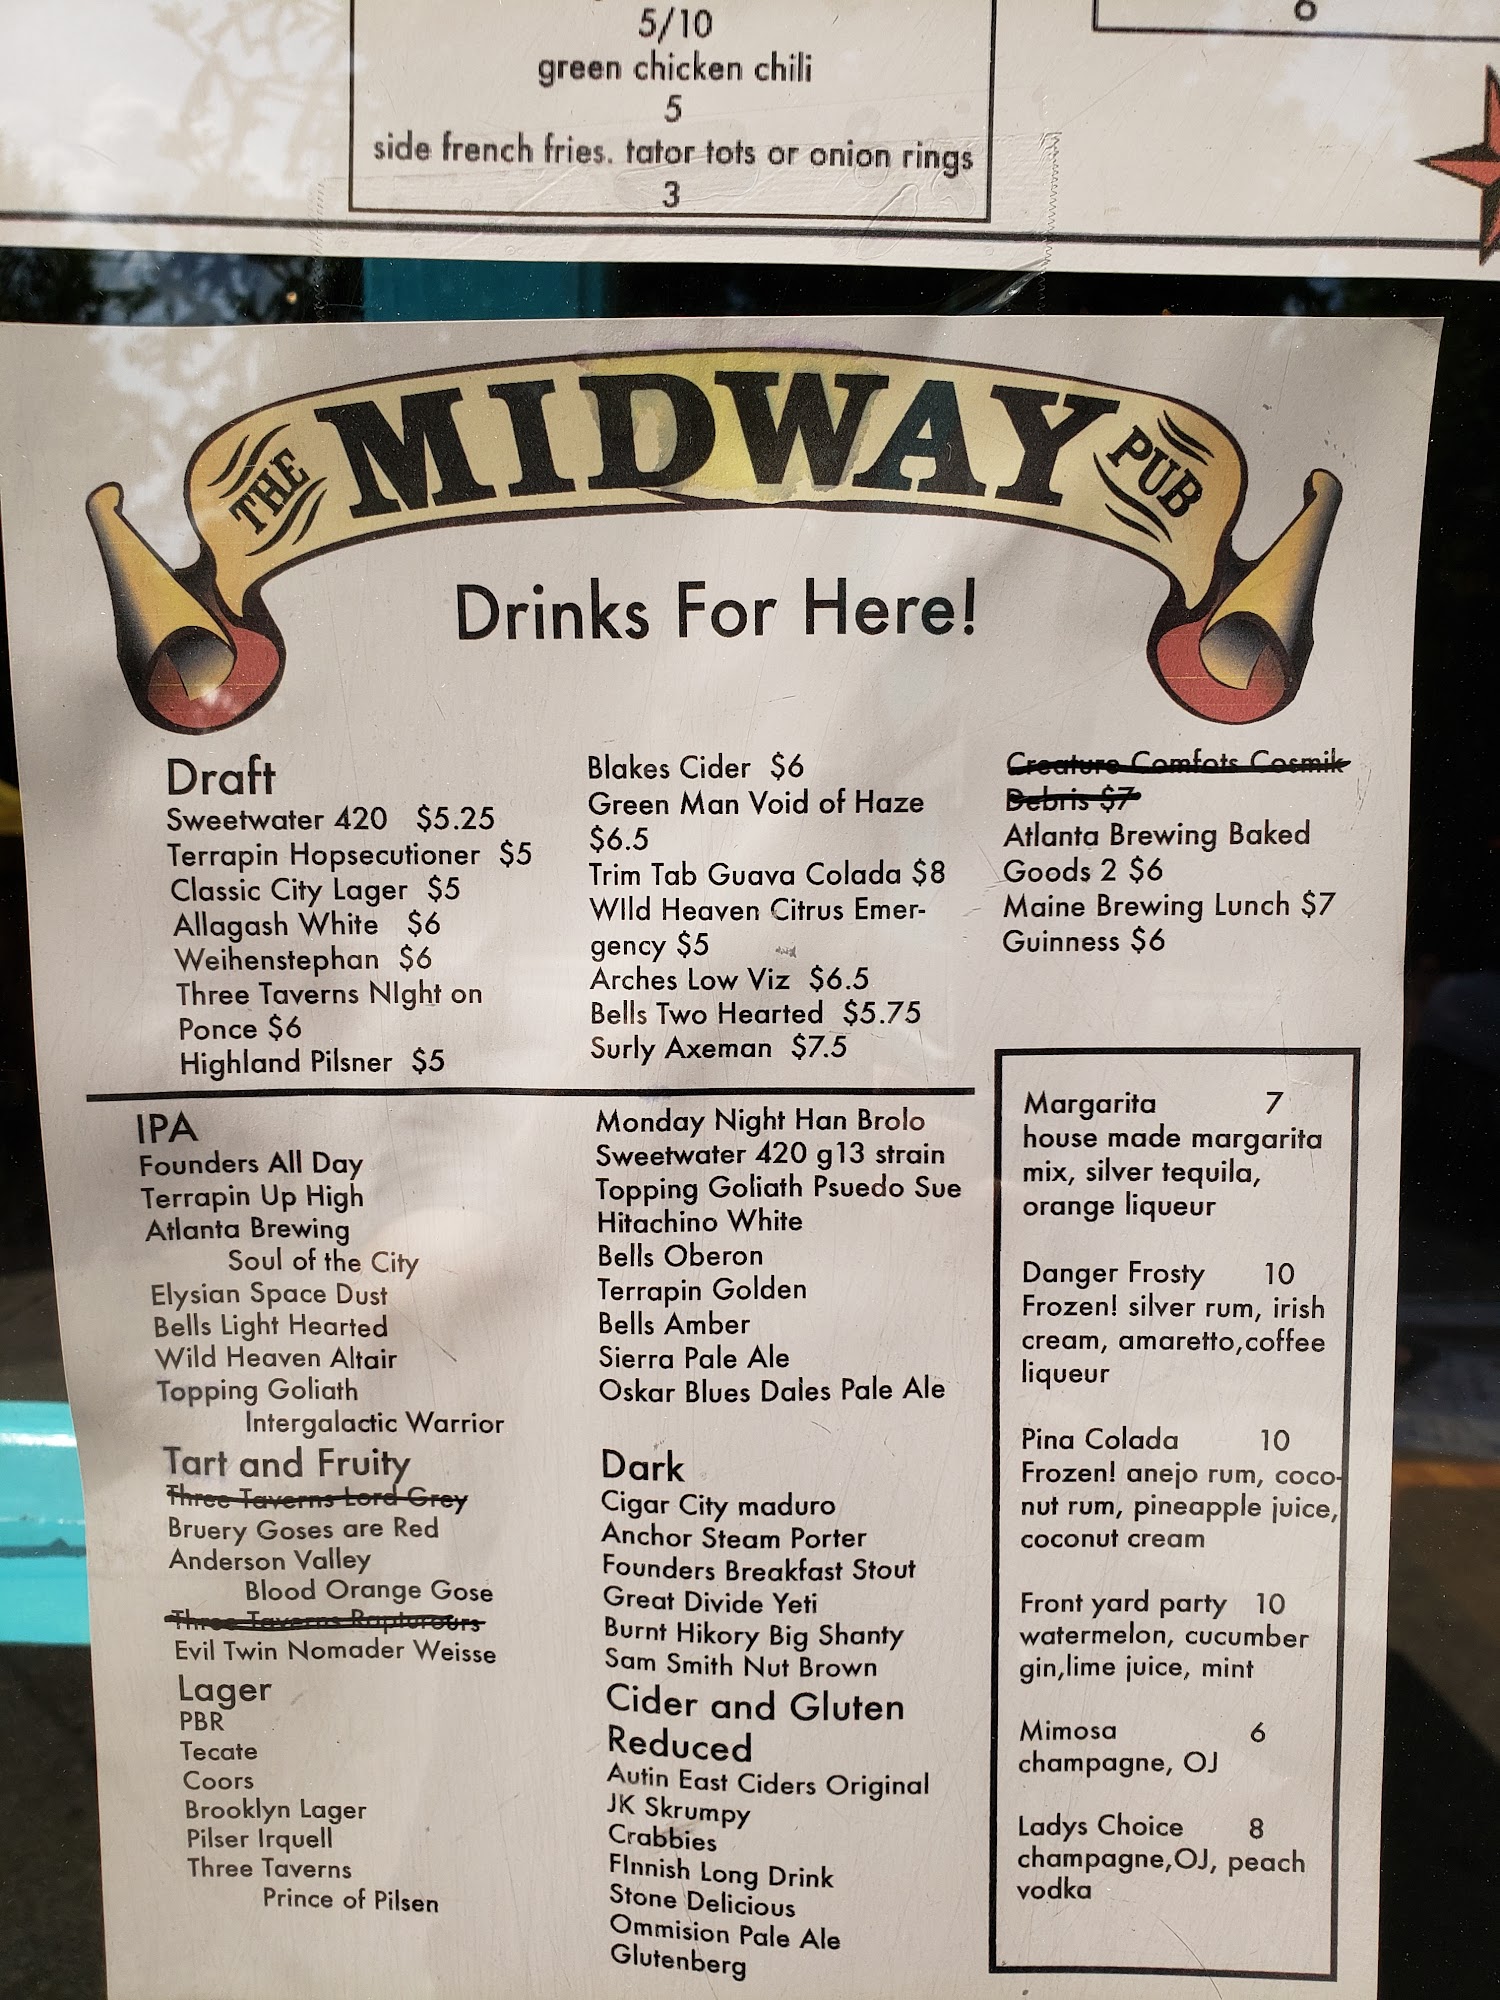 5/10
green chicken chili
5
side french fries. tator tots or onion rings
3
THE MIDWAY PUB
Drinks For Here!
Draft
Sweetwater 420 $5.25
Terrapin Hopsecutioner $5
Classic City Lager $5
Allagash White $6
Weihenstephan $6
Three Taverns NIght on
Ponce $6
Highland Pilsner $5
Blakes Cider $6
Green Man Void of Haze
$6.5
Trim Tab Guava Colada $8
WIld Heaven Citrus Emer-
gency $5
Arches Low Viz $6.5
Bells Two Hearted $5.75
Surly Axeman $7.5
Creature Comfots Cosmik
Debris $7
Atlanta Brewing Baked
Goods 2 $6
Maine Brewing Lunch $7
Guinness $6
IPA
Founders All Day
Terrapin Up High
Atlanta Brewing
Soul of the City
Elysian Space Dust
Bells Light Hearted
Wild Heaven Altair
Topping Goliath
Intergalactic Warrior
Tart and Fruity
Three Taverns Lord Grey
Bruery Goses are Red
Anderson Valley
Blood Orange Gose
Three Taverns Rapturours
Evil Twin Nomader Weisse
Lager
PBR
Tecate
Coors
Brooklyn Lager
Pilser Irquell
Three Taverns
Prince of Pilsen
Monday Night Han Brolo
Sweetwater 420 g13 strain
Topping Goliath Psuedo Sue
Hitachino White
Bells Oberon
Terrapin Golden
Bells Amber
Sierra Pale Ale
Oskar Blues Dales Pale Ale
Dark
Cigar City maduro
Anchor Steam Porter
Founders Breakfast Stout
Great Divide Yeti
Burnt Hikory Big Shanty
Sam Smith Nut Brown
Cider and Gluten
Reduced
Autin East Ciders Original
JK Skrumpy
Crabbies
FInnish Long Drink
Stone Delicious
Ommision Pale Ale
Glutenberg
Margarita 7
house made margarita
mix, silver tequila,
orange liqueur
Danger Frosty 10
Frozen! silver rum, irish
cream, amaretto,coffee
liqueur
Pina Colada 10
Frozen! anejo rum, coco-
nut rum, pineapple juice,
coconut cream
Front yard party 10
watermelon, cucumber
gin,lime juice, mint
Mimosa 6
champagne, OJ
Ladys Choice 8
champagne,OJ, peach
vodka